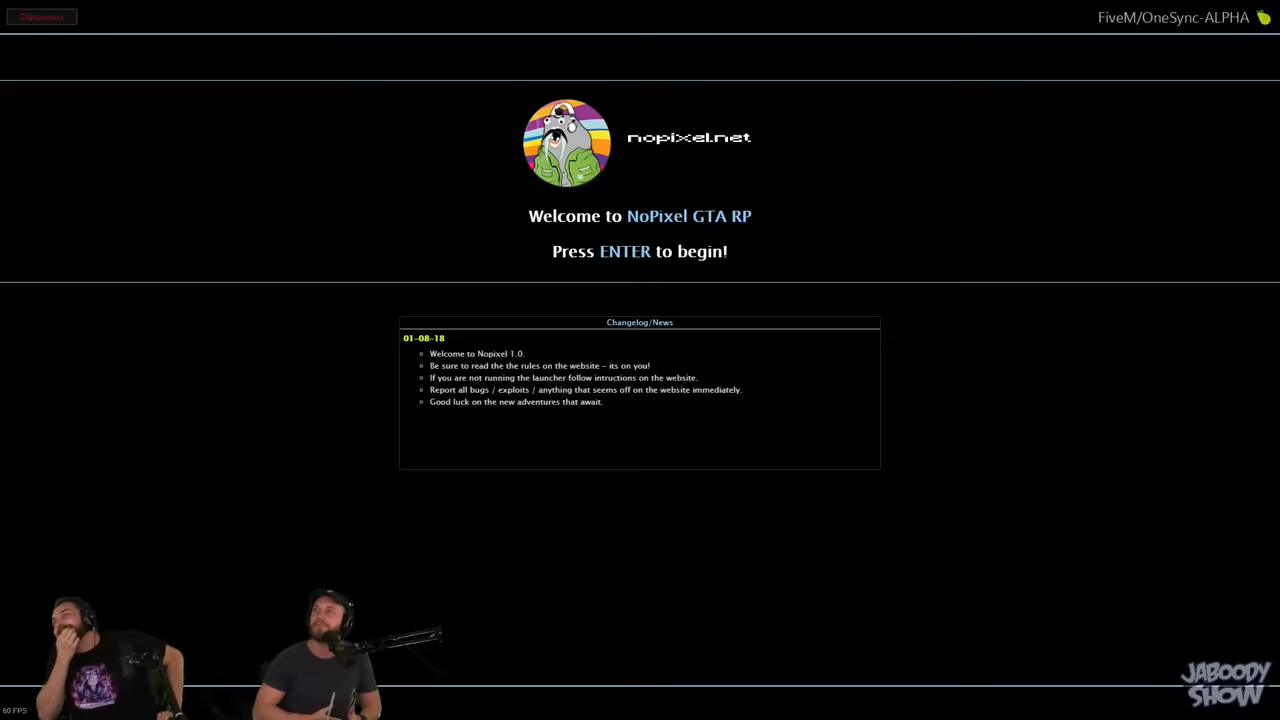 FiveM/OneSync-ALPHA
nopixel.net
Welcome to NoPixel GTA RP
Press ENTER to begin!
Changelog/News
01-08-18
Welcome to Nopixel 1.0.
Be sure to read the the rules on the website - its on you!
If you are not running the launcher follow intructions on the website.
Report all bugs / exploits / anything that seems off on the website immediately.
Good luck on the new adventures that await.
JABOODY
SHOW
60 FPS